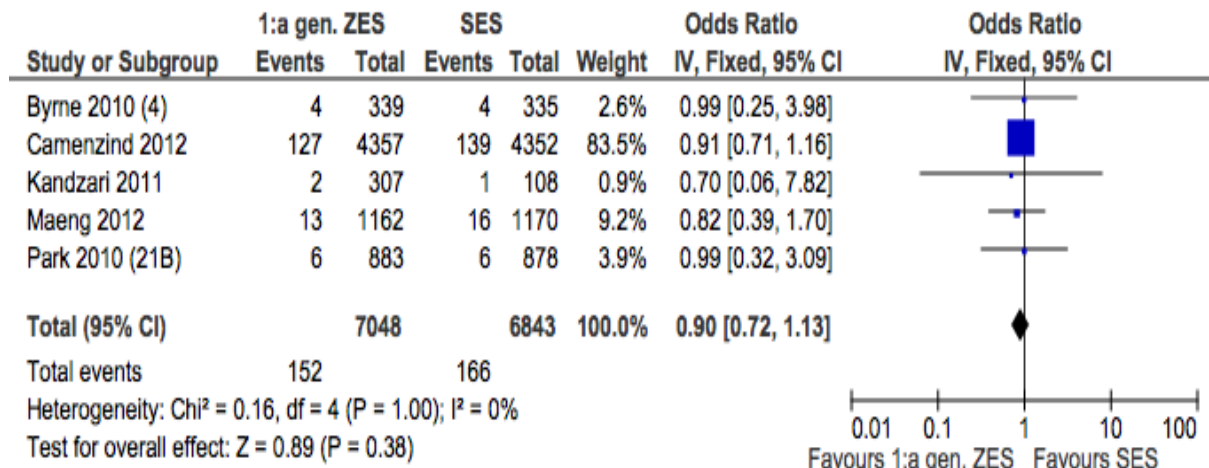 1:a gen. ZES SES Odds Ratio Odds Ratio
Study or Subgroup Events Total Events Total Weight IV, Fixed, 95% CI IV, Fixed, 95% CI
Byrne 2010 (4) 4 339 4 335 2.6% 0.99 [0.25, 3.98]
Camenzind 2012 127 4357 139 4352 83.5% 0.91 [0.71, 1.16]
Kandzari 2011 2 307 1 108 0.9% 0.70 [0.06, 7.82]
Maeng 2012 13 1162 16 1170 9.2% 0.82 [0.39, 1.70]
Park 2010 (21B) 6 883 6 878 3.9% 0.99 [0.32, 3.09]
Total (95% CI) 7048 6843 100.0% 0.90 [0.72, 1.13]
Total events 152 166
Heterogeneity: Chi² = 0.16, df = 4 (P = 1.00); I² = 0%
Test for overall effect: Z = 0.89 (P = 0.38)
0.01 0.1 1 10 100
Favours 1:a gen. ZES Favours SES